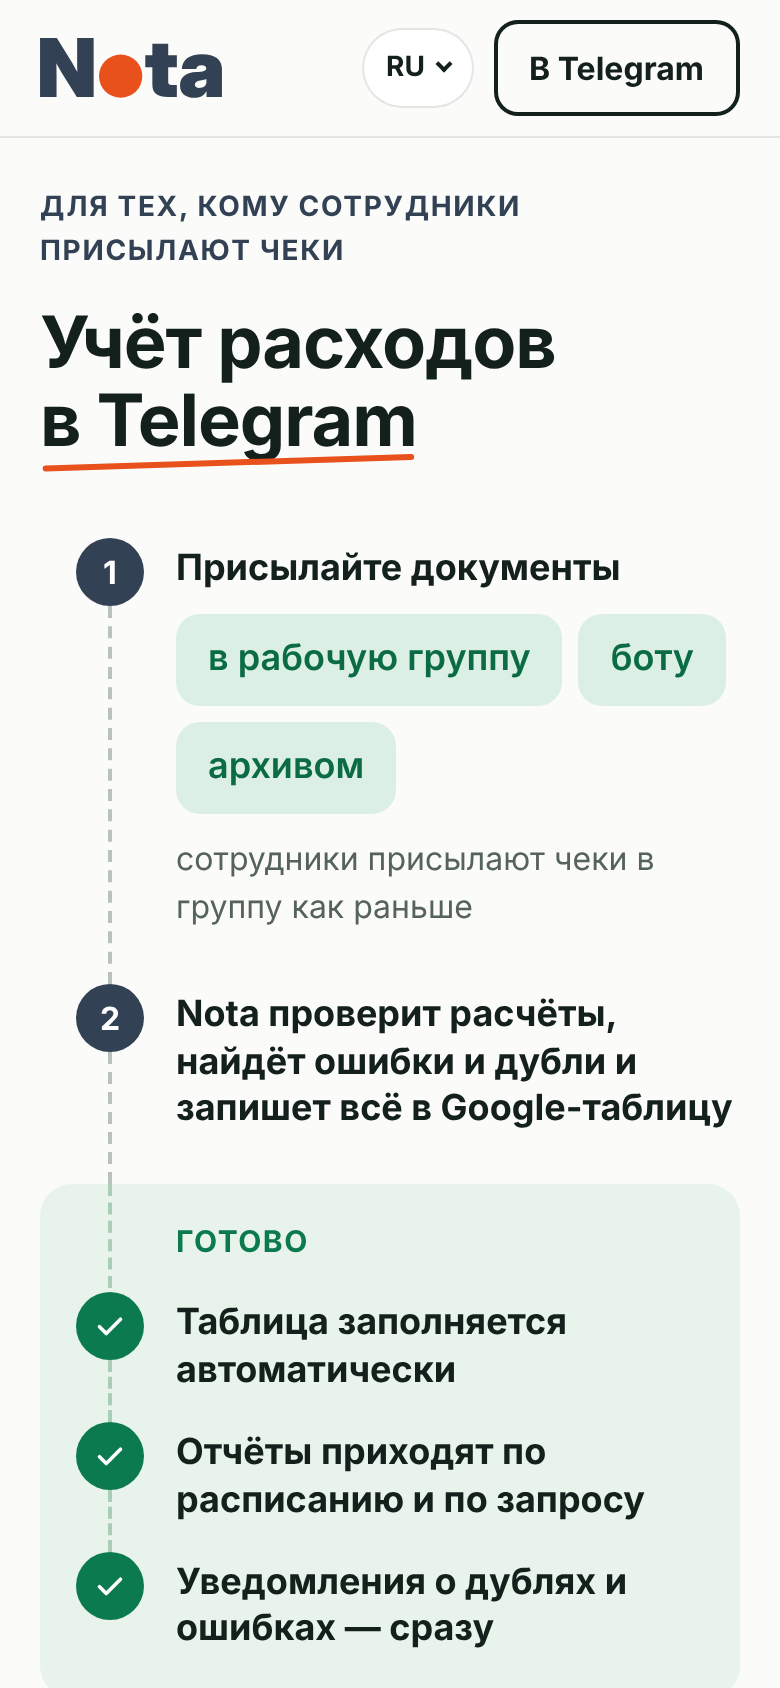 Nota
RU
В Telegram
ДЛЯ ТЕХ, КОМУ СОТРУДНИКИ
ПРИСЫЛАЮТ ЧЕКИ
Учёт расходов
в Telegram
1
Присылайте документы
в рабочую группу
боту
архивом
сотрудники присылают чеки в
группу как раньше
2
Nota проверит расчёты,
найдёт ошибки и дубли и
запишет всё в Google-таблицу
ГОТОВО
Таблица заполняется
автоматически
Отчёты приходят по
расписанию и по запросу
Уведомления о дублях и
ошибках — сразу